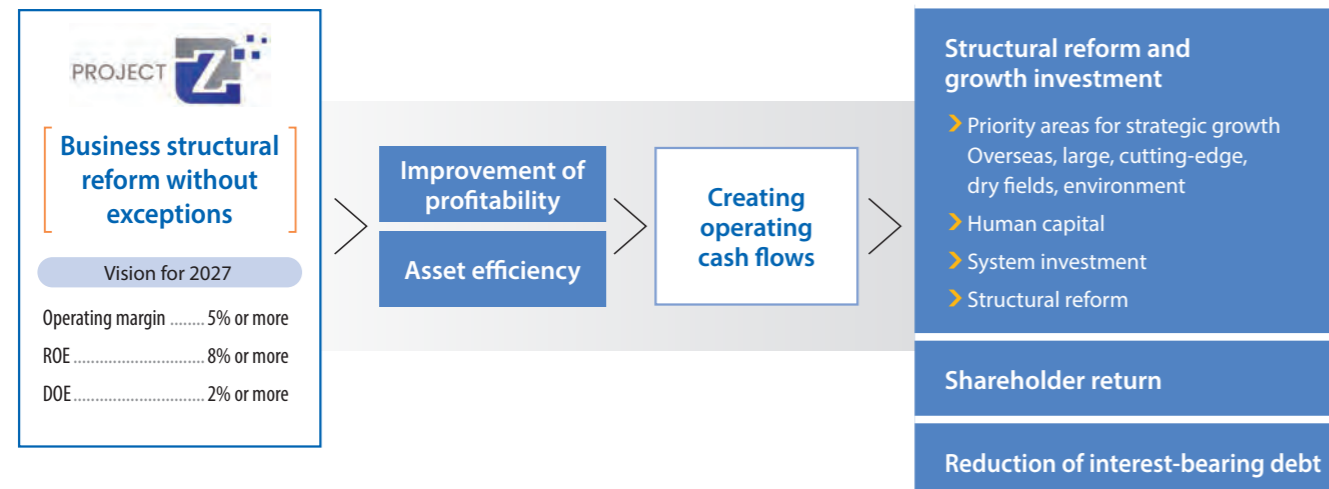 PROJECT Z
Business structural
reform without
exceptions
Vision for 2027
Operating margin ........ 5% or more
ROE ............................. 8% or more
DOE ............................. 2% or more
Improvement of
profitability
Asset efficiency
Creating
operating
cash flows
Structural reform and
growth investment
Priority areas for strategic growth
Overseas, large, cutting-edge,
dry fields, environment
Human capital
System investment
Structural reform
Shareholder return
Reduction of interest-bearing debt